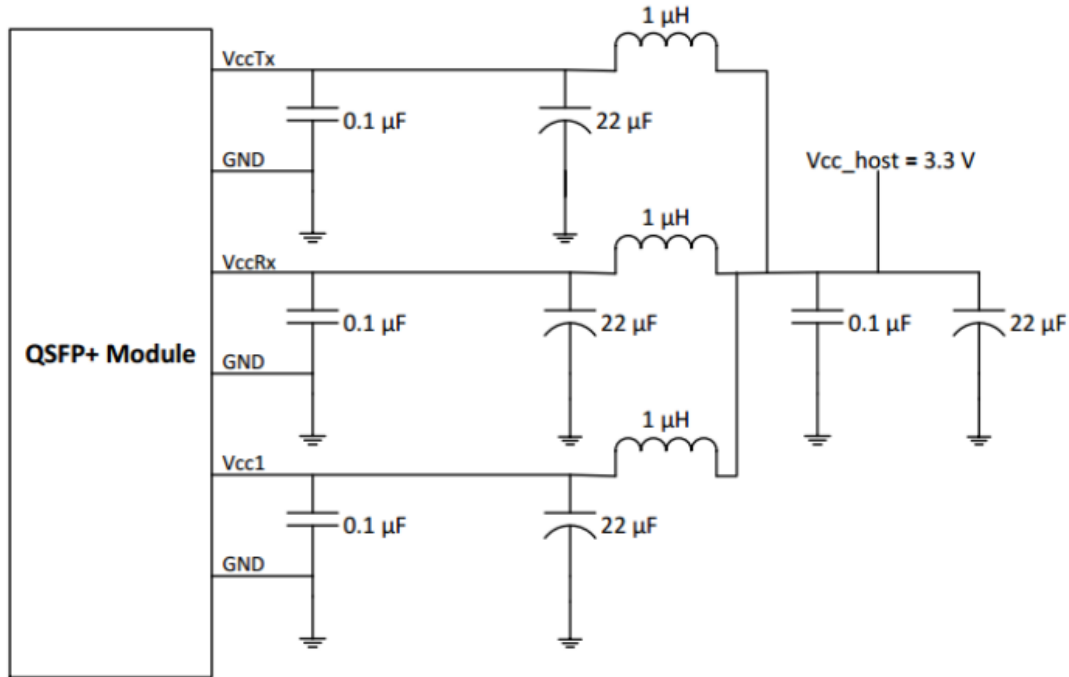 1 µH
VccTx
0.1 µF
22 µF
GND
Vcc_host = 3.3 V
1 µH
VccRx
0.1 µF
22 µF
0.1 µF
22 µF
QSFP+ Module
GND
1 µH
Vcc1
0.1 µF
22 µF
GND